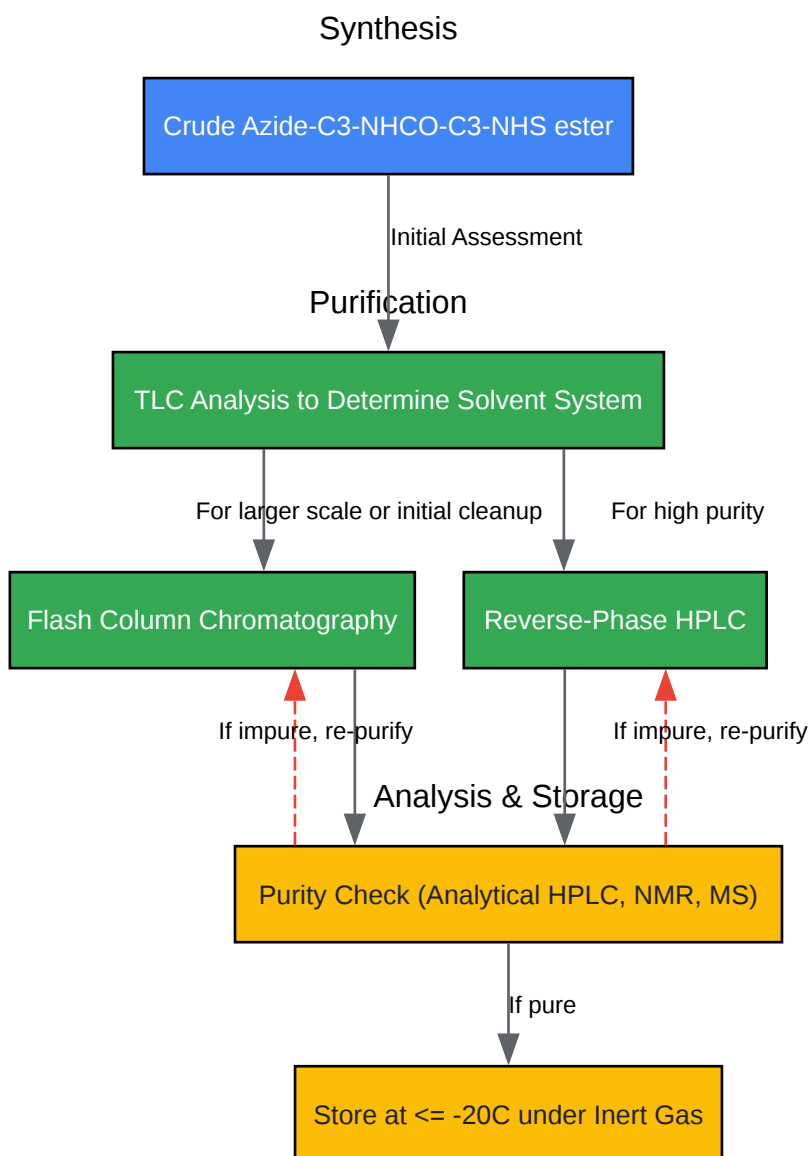 Synthesis
Crude Azide-C3-NHCO-C3-NHS ester
Initial Assessment
Purification
TLC Analysis to Determine Solvent System
For larger scale or initial cleanup
For high purity
Flash Column Chromatography
Reverse-Phase HPLC
If impure, re-purify
If impure, re-purify
Analysis & Storage
Purity Check (Analytical HPLC, NMR, MS)
If pure
Store at <= -20C under Inert Gas